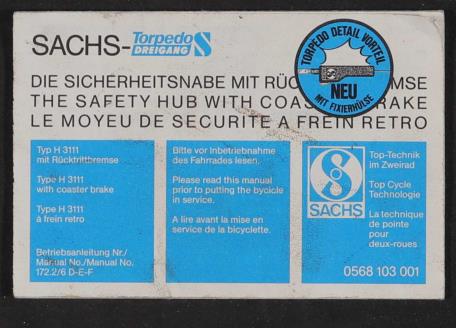 SACHS-Torpedo
DREIGANG S
TORPEDO DETAIL VORTEIL
NEU
MIT FIXIERHÜLSE
DIE SICHERHEITSNABE MIT RÜC MSE
THE SAFETY HUB WITH COAS RAKE
LE MOYEU DE SECURITE A FREIN RETRO
Typ H 3111
mit Rücktrittbremse
Type H 3111
with coaster brake
Type H 3111
à frein retro
Betriebsanleitung Nr./
Manual No./Manual No.
172.2/6 D-E-F
Bitte vor Inbetriebnahme
des Fahrrades lesen.
Please read this manual
prior to putting the bycicle
in service.
A lire avant la mise en
service de la bicyclette.
SACHS
Top-Technik
im Zweirad
Top Cycle
Technologie
La technique
de pointe
pour
deux-roues
0568 103 001